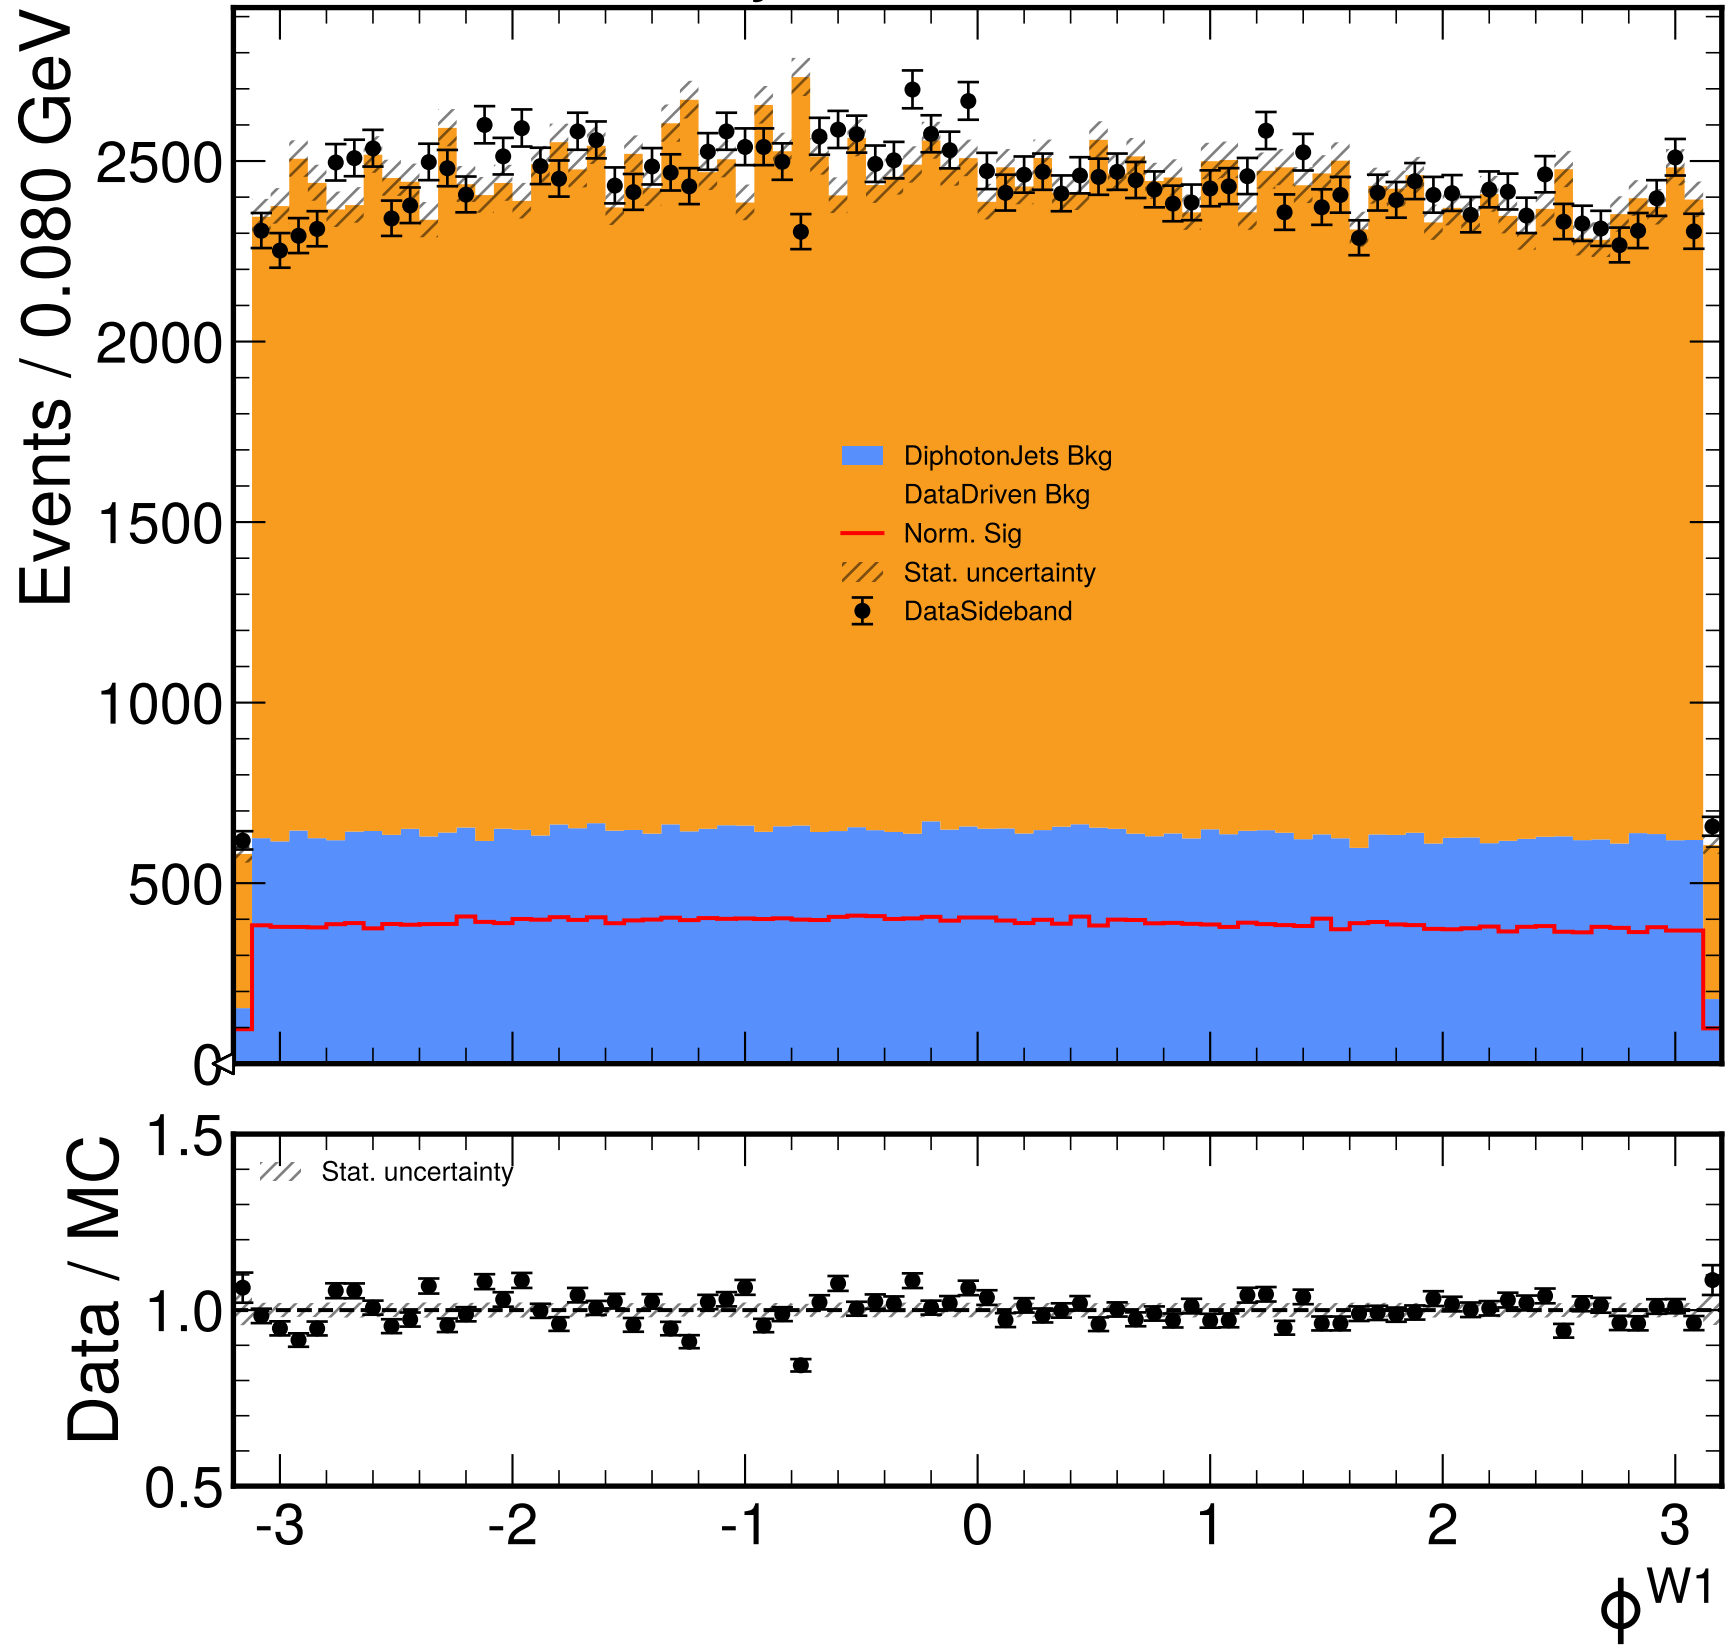 Events / 0.080 GeV
2500
2000
1500
1000
500
0
DiphotonJets Bkg
DataDriven Bkg
Norm. Sig
Stat. uncertainty
DataSideband
Data / MC
1.5
1.0
0.5
Stat. uncertainty
-3 -2 -1 0 1 2 3
ϕ^W1